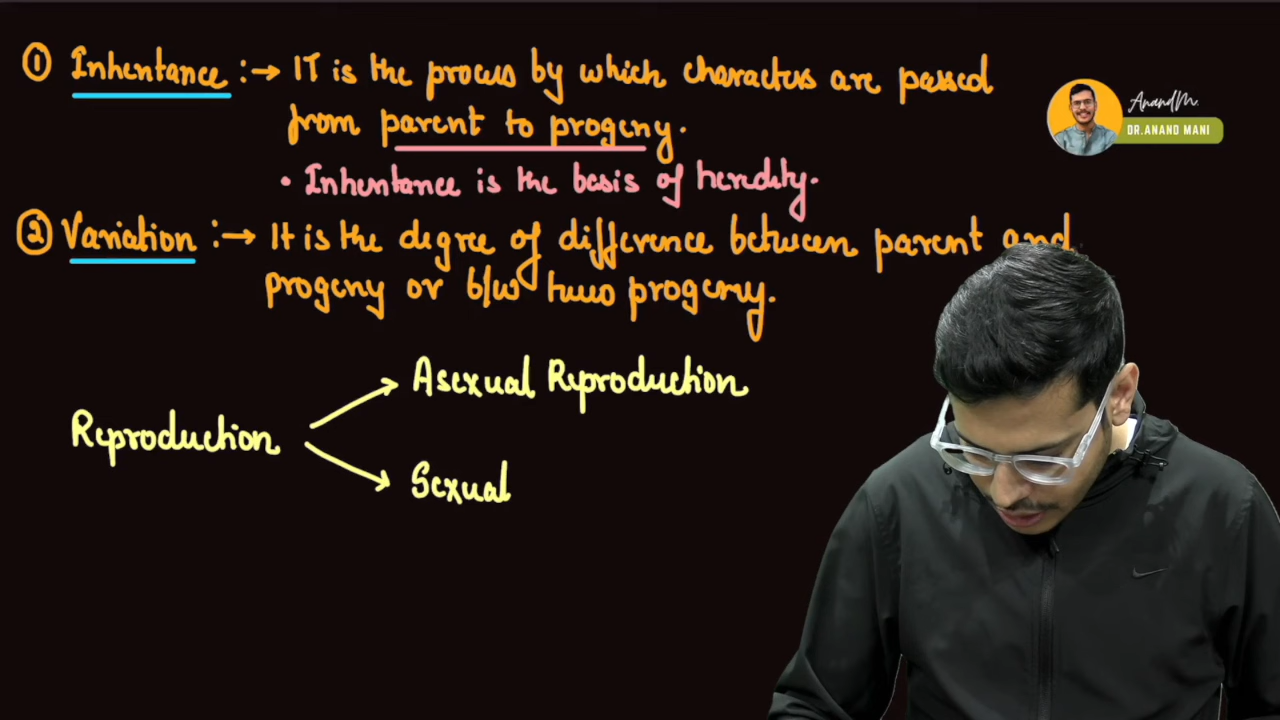 ① Inheritance :→ IT is the process by which characters are passed
from parent to progeny.
• Inheritance is the basis of heredity.
② Variation :→ It is the degree of difference between parent and
progeny or b/w two progeny.
Asexual Reproduction
Reproduction
Sexual
AnandM.
DR.ANAND MANI